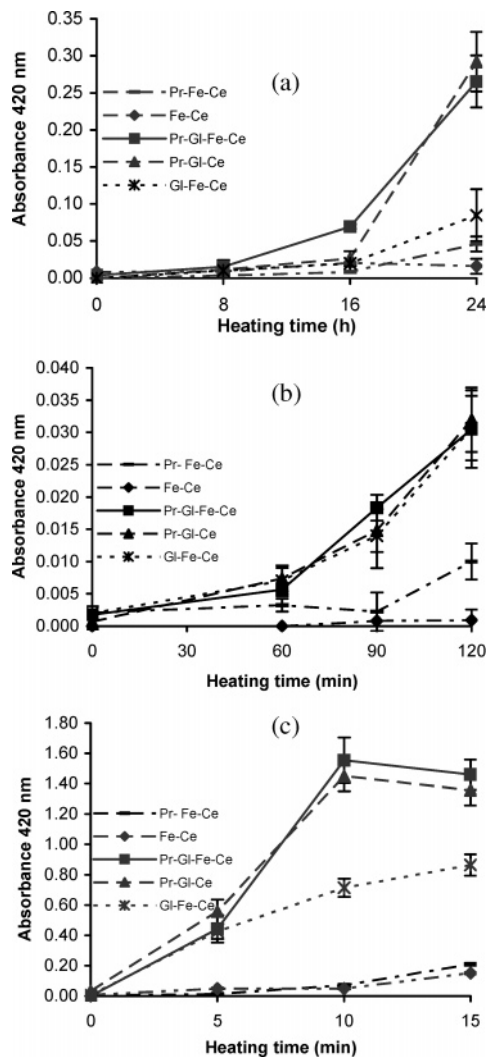 (a)
Absorbance 420 nm
0.35
0.30
0.25
0.20
0.15
0.10
0.05
0.00
Pr-Fe-Ce
Fe-Ce
Pr-Gl-Fe-Ce
Pr-Gl-Ce
Gl-Fe-Ce
0 8 16 24
Heating time (h)
(b)
Absorbance 420 nm
0.040
0.035
0.030
0.025
0.020
0.015
0.010
0.005
0.000
Pr- Fe-Ce
Fe-Ce
Pr-Gl-Fe-Ce
Pr-Gl-Ce
Gl-Fe-Ce
0 30 60 90 120
Heating time (min)
(c)
Absorbance 420 nm
1.80
1.60
1.40
1.20
1.00
0.80
0.60
0.40
0.20
0.00
Pr- Fe-Ce
Fe-Ce
Pr-Gl-Fe-Ce
Pr-Gl-Ce
Gl-Fe-Ce
0 5 10 15
Heating time (min)